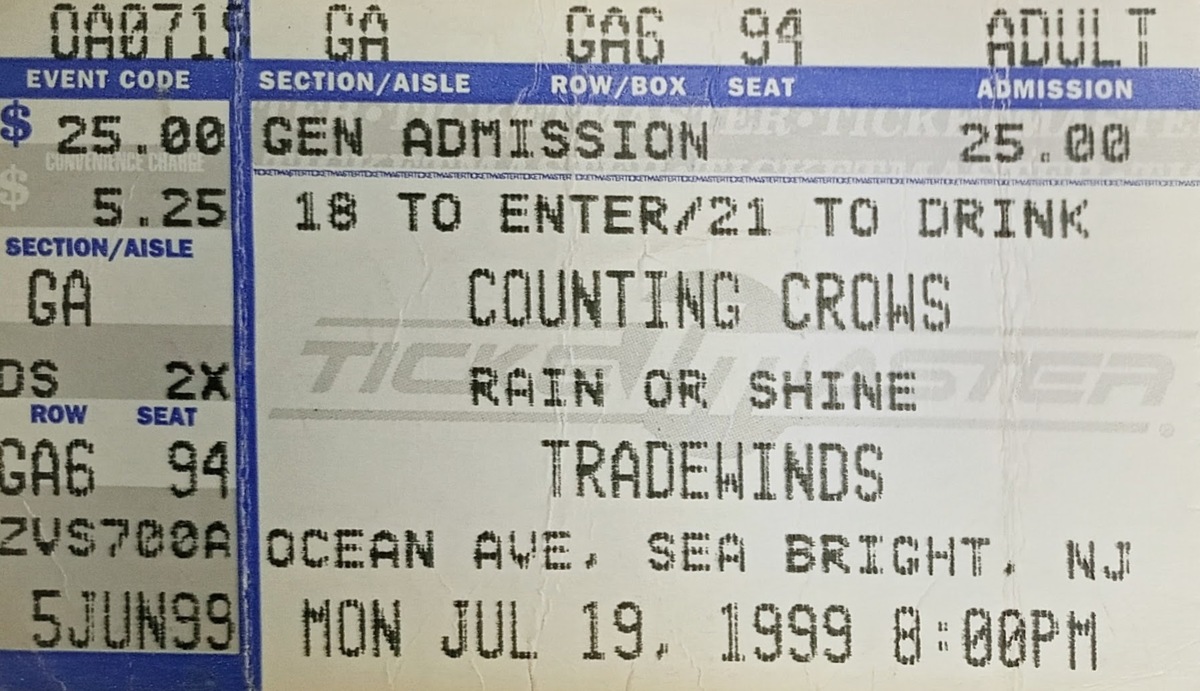 OA0719 GA GA6 94 ADULT
EVENT CODE SECTION/AISLE ROW/BOX SEAT ADMISSION
$ 25.00 GEN ADMISSION 25.00
CONVENIENCE CHARGE
$ 5.25 18 TO ENTER/21 TO DRINK
SECTION/AISLE
GA COUNTING CROWS
TICKETMASTER
DS 2X RAIN OR SHINE
ROW SEAT
GA6 94 TRADEWINDS
ZVS700A OCEAN AVE, SEA BRIGHT, NJ
5JUN99 MON JUL 19, 1999 8:00PM